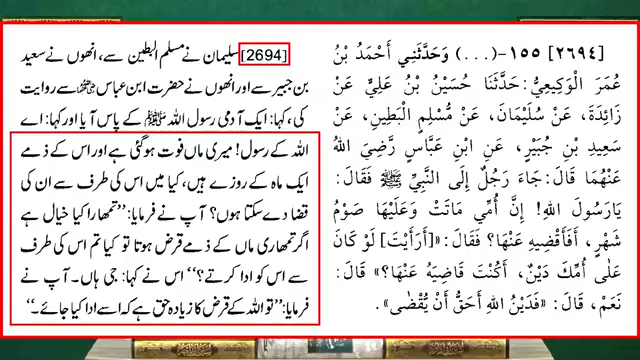 [٢٦٩٤] ١٥٥-(...) وَحَدَّثَنِي أَحْمَدُ بْنُ
عُمَرَ الْوَكِيعِيُّ: حَدَّثَنَا حُسَيْنُ بْنُ عَلِيٍّ عَنْ
زَائِدَةَ، عَنْ سُلَيْمَانَ، عَنْ مُسْلِمٍ الْبَطِينِ، عَنْ
سَعِيدِ بْنِ جُبَيْرٍ، عَنِ ابْنِ عَبَّاسٍ رَضِيَ اللهُ
عَنْهُمَا قَالَ: جَاءَ رَجُلٌ إِلَى النَّبِيِّ ﷺ فَقَالَ:
يَارَسُولَ اللهِ! إِنَّ أُمِّي مَاتَتْ وَعَلَيْهَا صَوْمُ
شَهْرٍ، أَفَأَقْضِيهِ عَنْهَا؟ فَقَالَ: «[أَرَأَيْتَ] لَوْ كَانَ
عَلٰى أُمِّكَ دَيْنٌ، أَكُنْتَ قَاضِيَهُ عَنْهَا؟» قَالَ:
نَعَمْ، قَالَ: «فَدَيْنُ اللهِ أَحَقُّ أَنْ يُقْضٰى».
[2694] سلیمان نے مسلم البطین سے، انھوں نے سعید
بن جبیر سے اور انھوں نے حضرت ابن عباس رضی اللہ عنہما سے روایت
کی، کہا: ایک آدمی رسول اللہ ﷺ کے پاس آیا اور کہا: اے
اللہ کے رسول! میری ماں فوت ہوگئی ہے اور اس کے ذمے
ایک ماہ کے روزے ہیں، کیا میں اس کی طرف سے ان کی
قضا دے سکتا ہوں؟ آپ نے فرمایا: ”تمھارا کیا خیال ہے
اگر تمھاری ماں کے ذمے قرض ہوتا تو کیا تم اس کی طرف
سے اس کو ادا کرتے؟“ اس نے کہا: جی ہاں۔ آپ نے
فرمایا: ”تو اللہ کے قرض کا زیادہ حق ہے کہ اسے ادا کیا جائے۔“